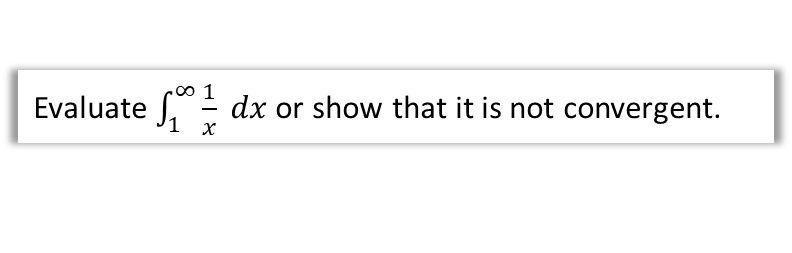 Evaluate ∫₁^∞ 1/x dx or show that it is not convergent.